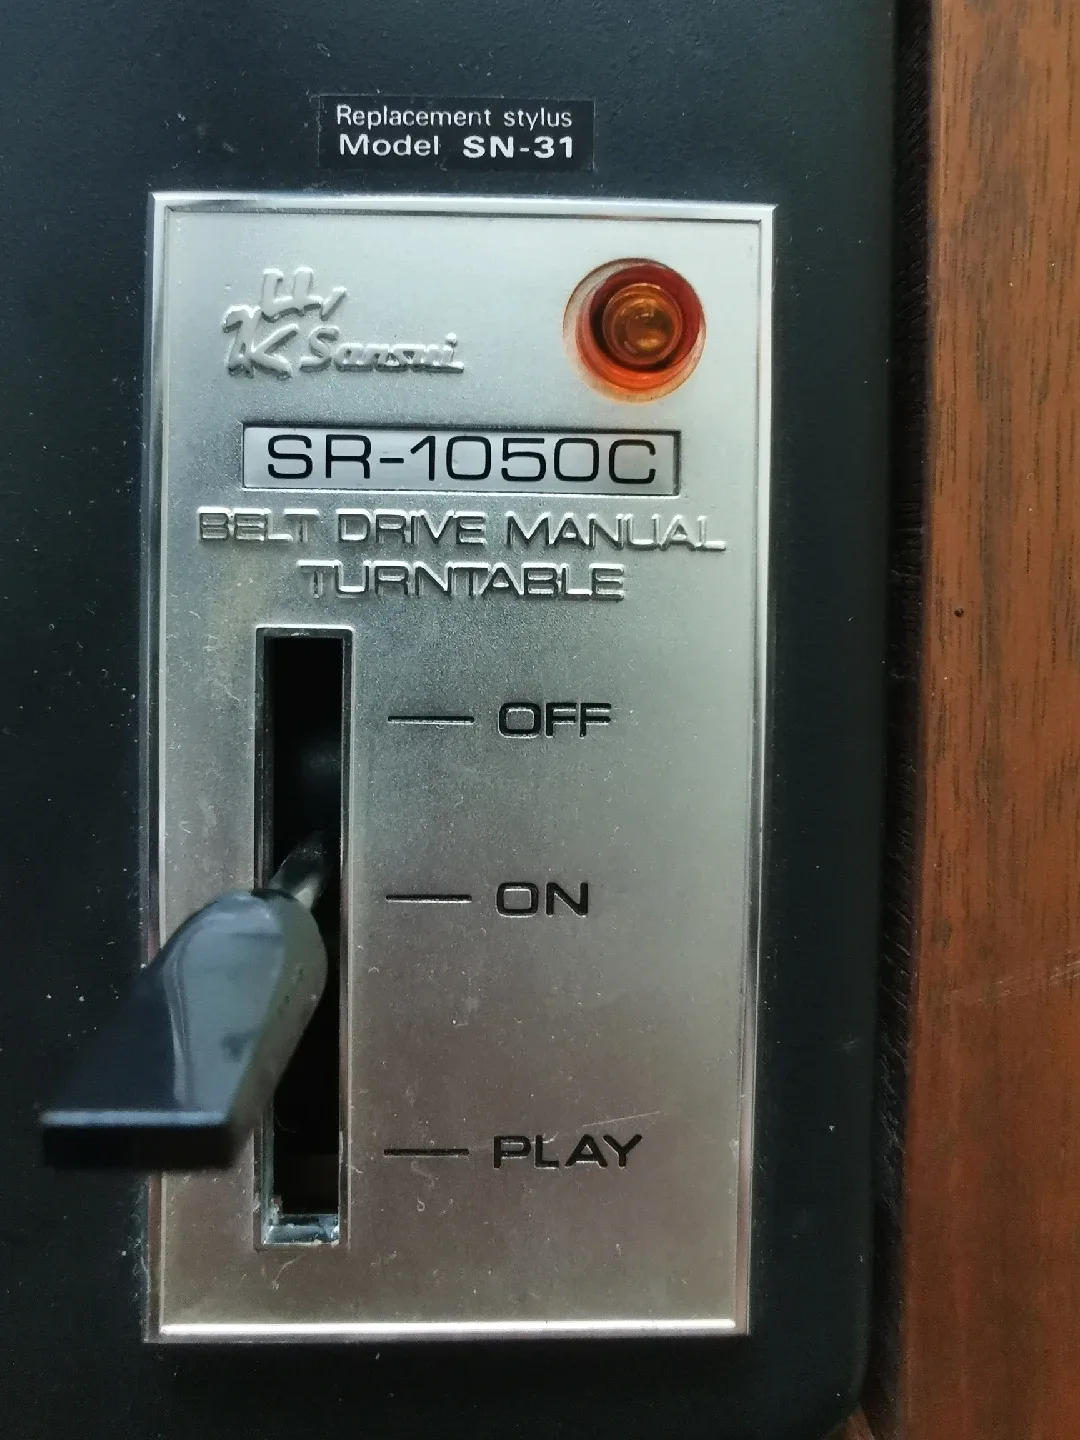 Replacement stylus
Model SN-31
Sansui
SR-1050C
BELT DRIVE MANUAL
TURNTABLE
OFF
ON
PLAY